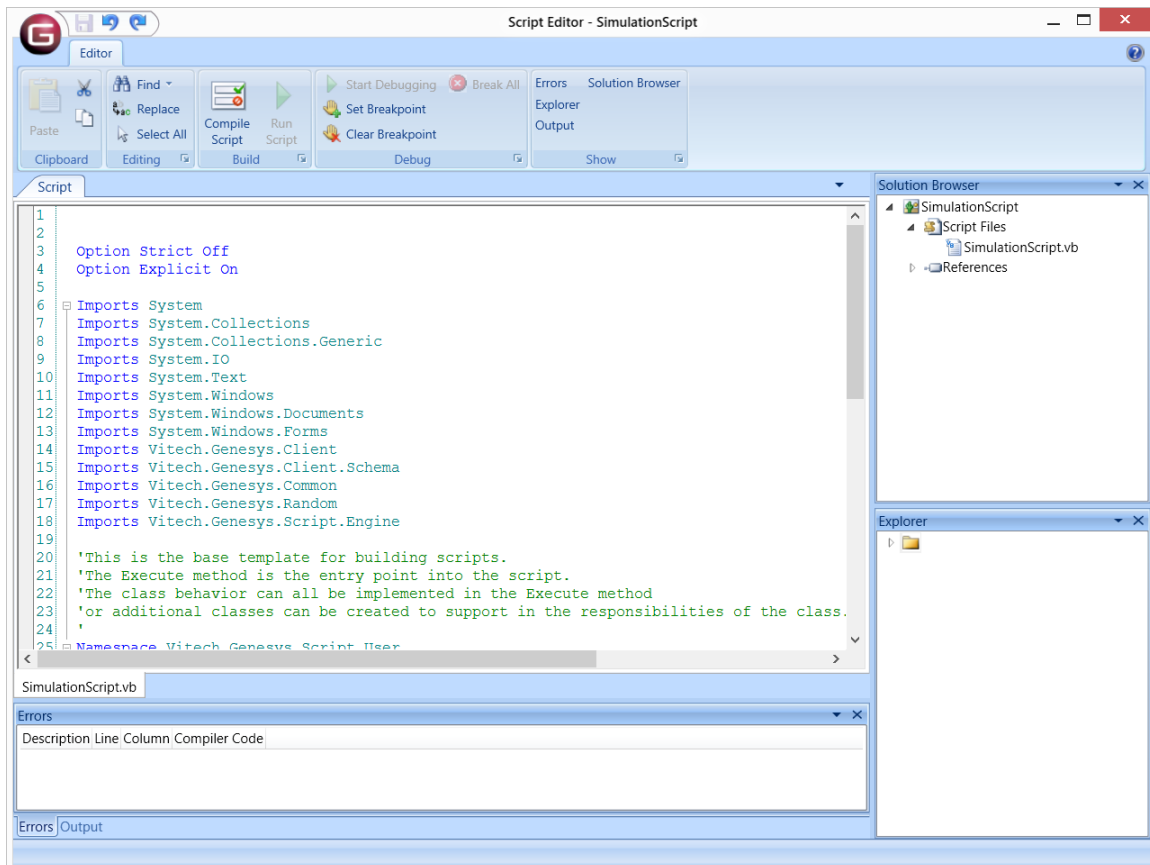 G
Script Editor - SimulationScript
Editor
Paste
Clipboard
Find
Replace
Select All
Editing
Compile Script
Run Script
Build
Start Debugging
Break All
Set Breakpoint
Clear Breakpoint
Debug
Errors Solution Browser
Explorer
Output
Show
Script
1
2
3 Option Strict Off
4 Option Explicit On
5
6 Imports System
7 Imports System.Collections
8 Imports System.Collections.Generic
9 Imports System.IO
10 Imports System.Text
11 Imports System.Windows
12 Imports System.Windows.Documents
13 Imports System.Windows.Forms
14 Imports Vitech.Genesys.Client
15 Imports Vitech.Genesys.Client.Schema
16 Imports Vitech.Genesys.Common
17 Imports Vitech.Genesys.Random
18 Imports Vitech.Genesys.Script.Engine
19
20 'This is the base template for building scripts.
21 'The Execute method is the entry point into the script.
22 'The class behavior can all be implemented in the Execute method
23 'or additional classes can be created to support in the responsibilities of the class.
24 '
25 Namespace Vitech.Genesys.Script.User
SimulationScript.vb
Errors
Description Line Column Compiler Code
Errors Output
Solution Browser
SimulationScript
Script Files
SimulationScript.vb
References
Explorer